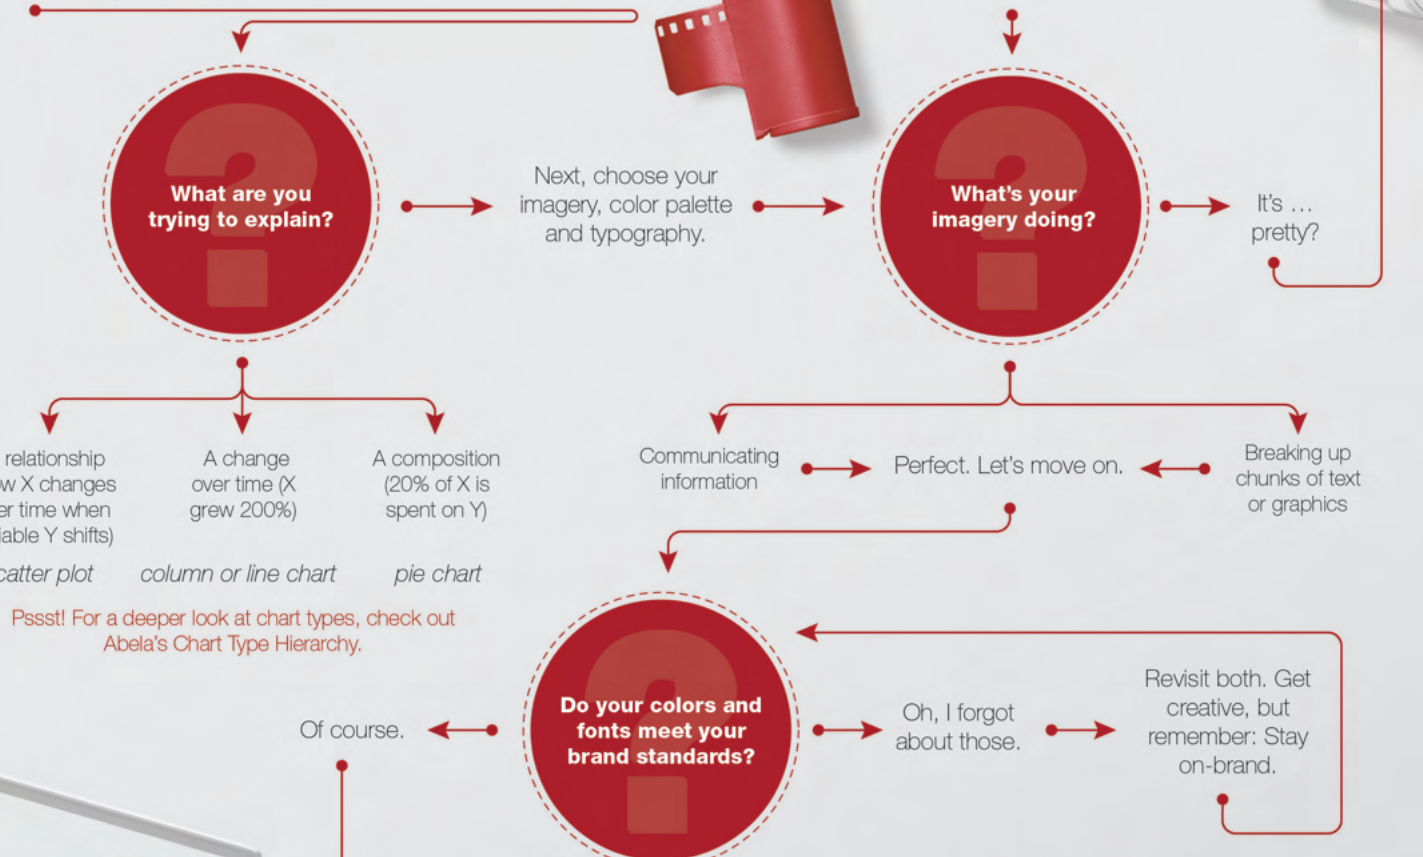 What are you
trying to explain?
Next, choose your
imagery, color palette
and typography.
What's your
imagery doing?
It's ...
pretty?
relationship
X changes
time when
Y shifts)
plot
A change
over time (X
grew 200%)
column or line chart
A composition
(20% of X is
spent on Y)
pie chart
Pssst! For a deeper look at chart types, check out
Abela's Chart Type Hierarchy.
Communicating
information
Perfect. Let's move on.
Breaking up
chunks of text
or graphics
Do your colors and
fonts meet your
brand standards?
Of course.
Oh, I forgot
about those.
Revisit both. Get
creative, but
remember: Stay
on-brand.